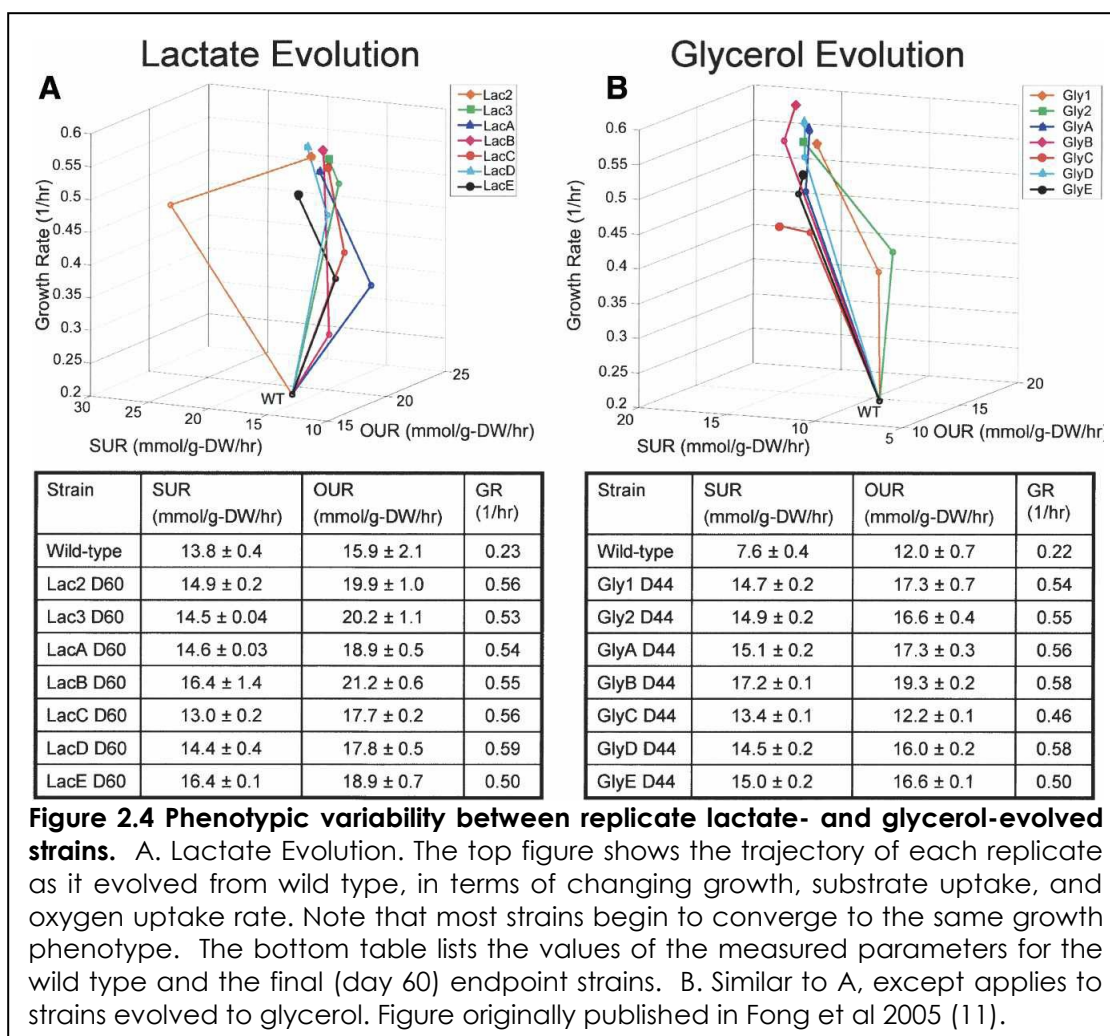 Lactate Evolution
A
Lac2
Lac3
LacA
LacB
LacC
LacD
LacE
Growth Rate (1/hr)
0.6
0.55
0.5
0.45
0.4
0.35
0.3
0.25
0.2
WT
30
25
20
15
10
SUR (mmol/g-DW/hr)
15
20
25
OUR (mmol/g-DW/hr)
Glycerol Evolution
B
Gly1
Gly2
GlyA
GlyB
GlyC
GlyD
GlyE
Growth Rate (1/hr)
0.6
0.55
0.5
0.45
0.4
0.35
0.3
0.25
0.2
WT
20
15
10
5
SUR (mmol/g-DW/hr)
10
15
20
OUR (mmol/g-DW/hr)
Strain SUR (mmol/g-DW/hr) OUR (mmol/g-DW/hr) GR (1/hr)
Wild-type 13.8 ± 0.4 15.9 ± 2.1 0.23
Lac2 D60 14.9 ± 0.2 19.9 ± 1.0 0.56
Lac3 D60 14.5 ± 0.04 20.2 ± 1.1 0.53
LacA D60 14.6 ± 0.03 18.9 ± 0.5 0.54
LacB D60 16.4 ± 1.4 21.2 ± 0.6 0.55
LacC D60 13.0 ± 0.2 17.7 ± 0.2 0.56
LacD D60 14.4 ± 0.4 17.8 ± 0.5 0.59
LacE D60 16.4 ± 0.1 18.9 ± 0.7 0.50
Strain SUR (mmol/g-DW/hr) OUR (mmol/g-DW/hr) GR (1/hr)
Wild-type 7.6 ± 0.4 12.0 ± 0.7 0.22
Gly1 D44 14.7 ± 0.2 17.3 ± 0.7 0.54
Gly2 D44 14.9 ± 0.2 16.6 ± 0.4 0.55
GlyA D44 15.1 ± 0.2 17.3 ± 0.3 0.56
GlyB D44 17.2 ± 0.1 19.3 ± 0.2 0.58
GlyC D44 13.4 ± 0.1 12.2 ± 0.1 0.46
GlyD D44 14.5 ± 0.2 16.0 ± 0.2 0.58
GlyE D44 15.0 ± 0.2 16.6 ± 0.1 0.50
Figure 2.4 Phenotypic variability between replicate lactate- and glycerol-evolved
strains. A. Lactate Evolution. The top figure shows the trajectory of each replicate
as it evolved from wild type, in terms of changing growth, substrate uptake, and
oxygen uptake rate. Note that most strains begin to converge to the same growth
phenotype. The bottom table lists the values of the measured parameters for the
wild type and the final (day 60) endpoint strains. B. Similar to A, except applies to
strains evolved to glycerol. Figure originally published in Fong et al 2005 (11).